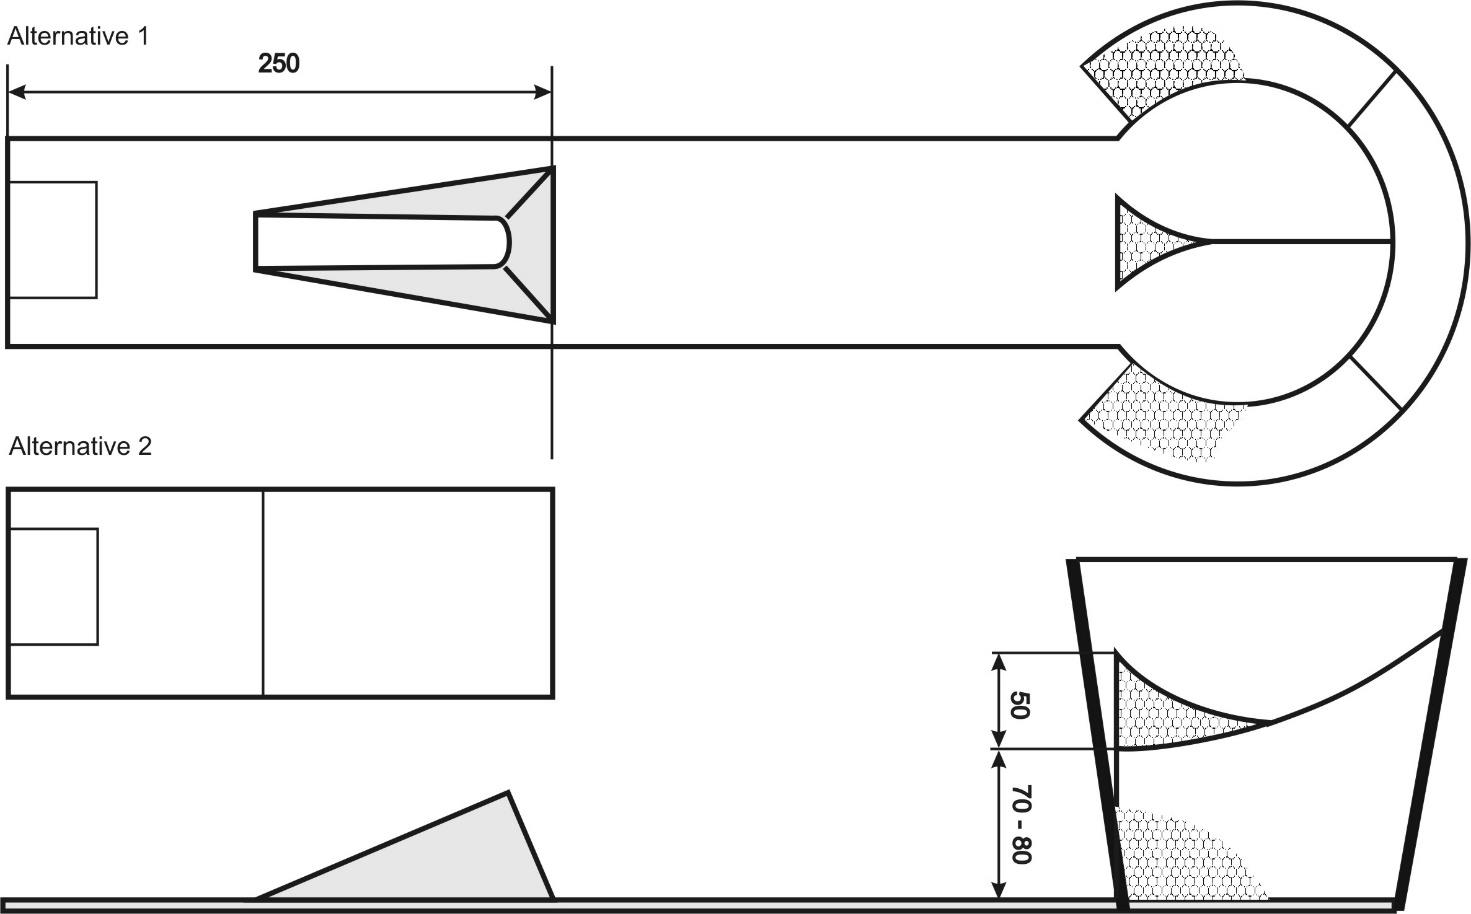 Alternative 1
250
Alternative 2
50
70 - 80